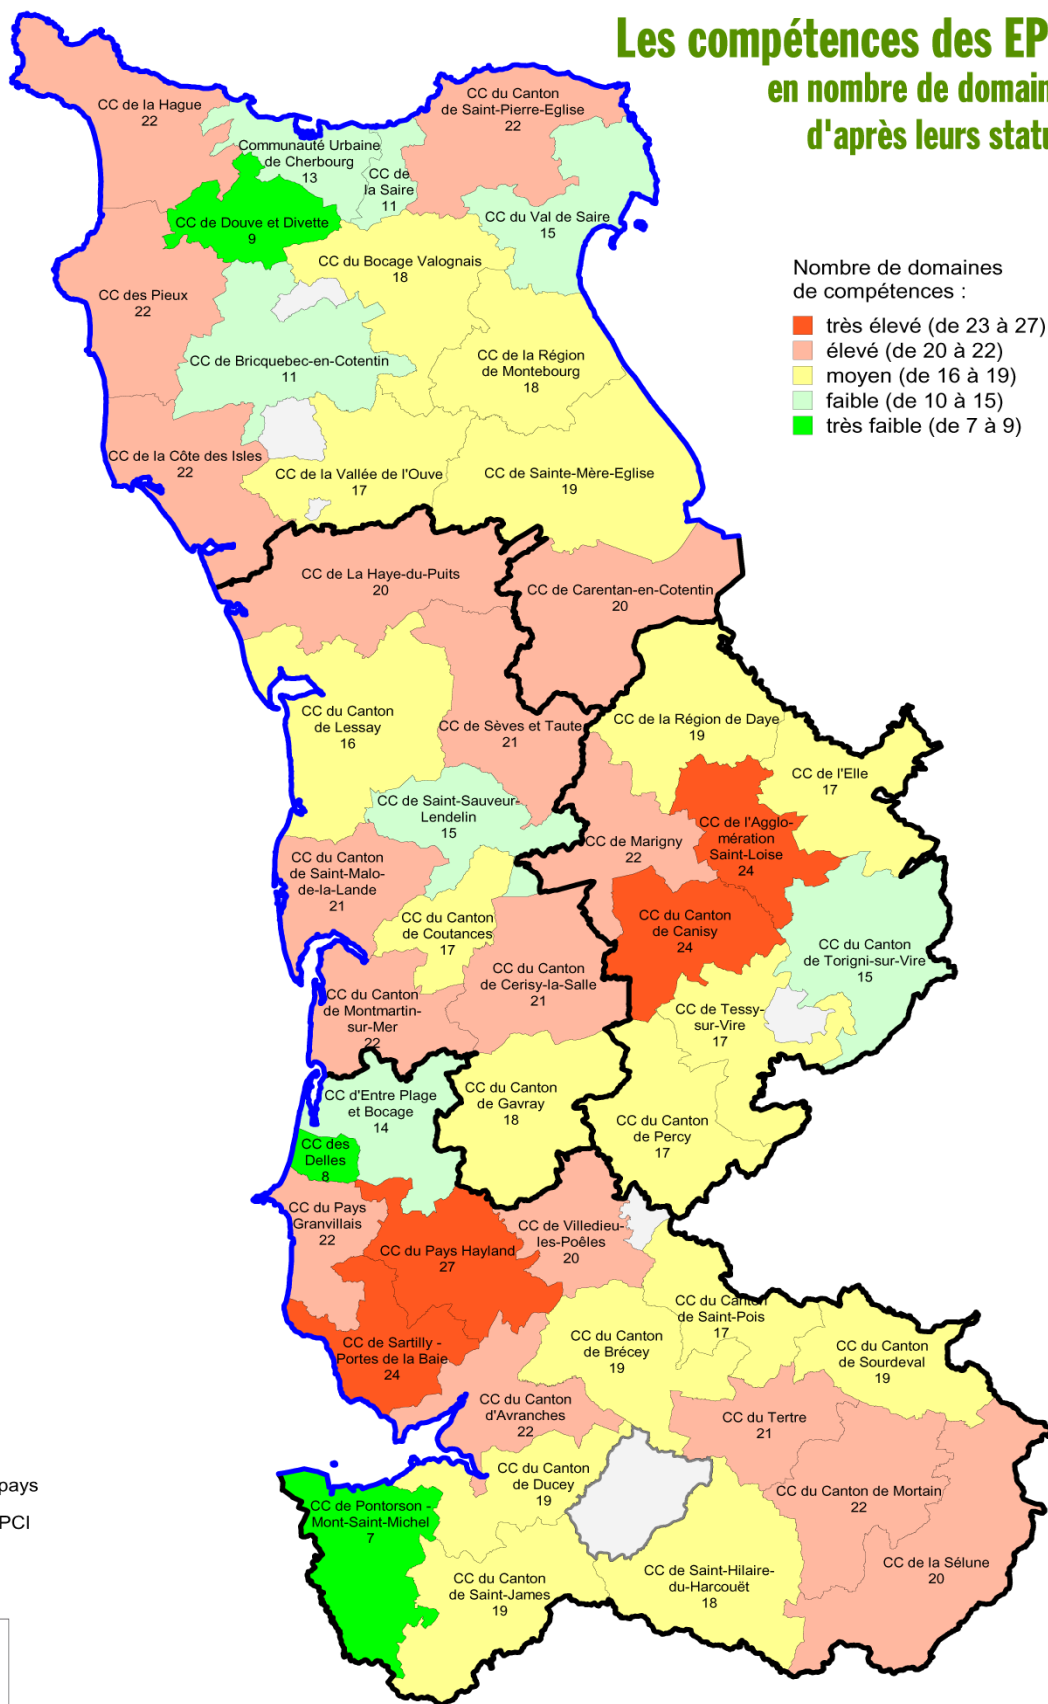 Les compétences des EP
en nombre de domain
d'après leurs statu
CC de la Hague
22
CC du Canton
de Saint-Pierre-Eglise
22
Communauté Urbaine
de Cherbourg
13
CC de
la Saire
11
CC de Douve et Divette
9
CC du Val de Saire
15
CC du Bocage Valognais
18
CC des Pieux
22
Nombre de domaines
de compétences :
très élevé (de 23 à 27)
élevé (de 20 à 22)
moyen (de 16 à 19)
faible (de 10 à 15)
très faible (de 7 à 9)
CC de Bricquebec-en-Cotentin
11
CC de la Région
de Montebourg
18
CC de la Côte des Isles
22
CC de la Vallée de l'Ouve
17
CC de Sainte-Mère-Eglise
19
CC de La Haye-du-Puits
20
CC de Carentan-en-Cotentin
20
CC du Canton
de Lessay
16
CC de Sèves et Taute
21
CC de la Région de Daye
19
CC de l'Elle
17
CC de Saint-Sauveur-
Lendelin
15
CC de Marigny
22
CC de l'Agglo-
mération
Saint-Loise
24
CC du Canton
de Saint-Malo-
de-la-Lande
21
CC du Canton
de Coutances
17
CC du Canton
de Canisy
24
CC du Canton
de Torigni-sur-Vire
15
CC du Canton
de Cerisy-la-Salle
21
CC du Canton
de Montmartin-
sur-Mer
22
CC de Tessy-
sur-Vire
17
CC d'Entre Plage
et Bocage
14
CC du Canton
de Gavray
18
CC du Canton
de Percy
17
CC des
Delles
8
CC du Pays
Granvillais
22
CC du Pays Hayland
27
CC de Villedieu-
les-Poêles
20
CC du Canton
de Saint-Pois
17
CC de Sartilly -
Portes de la Baie
24
CC du Canton
de Brécey
19
CC du Canton
de Sourdeval
19
CC du Canton
d'Avranches
22
CC du Tertre
21
CC du Canton
de Ducey
19
CC du Canton de Mortain
22
pays
PCI
CC de Pontorson -
Mont-Saint-Michel
7
CC du Canton
de Saint-James
19
CC de Saint-Hilaire-
du-Harcouët
18
CC de la Sélune
20